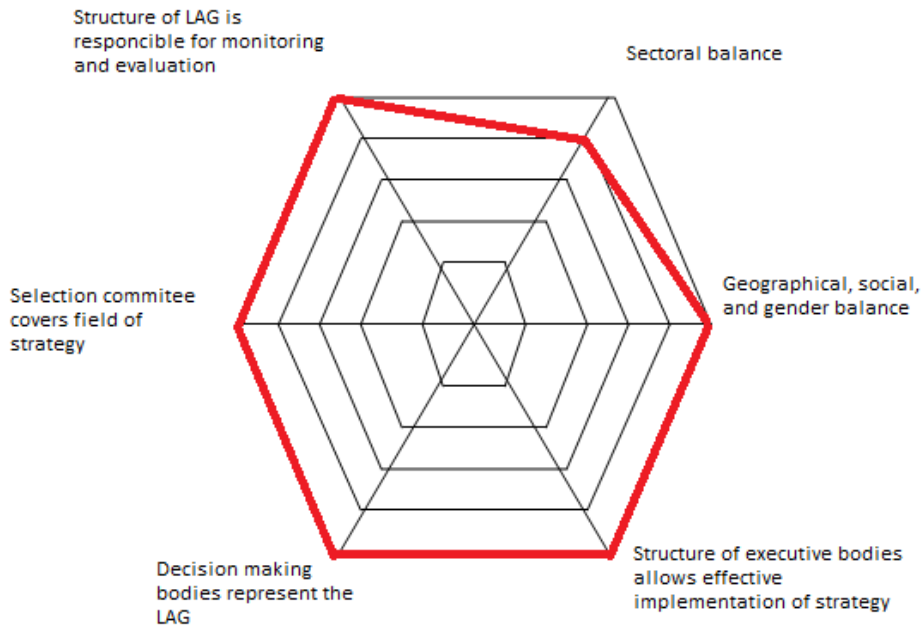 Structure of LAG is
responcible for monitoring
and evaluation
Sectoral balance
Selection commitee
covers field of
strategy
Geographical, social,
and gender balance
Decision making
bodies represent the
LAG
Structure of executive bodies
allows effective
implementation of strategy